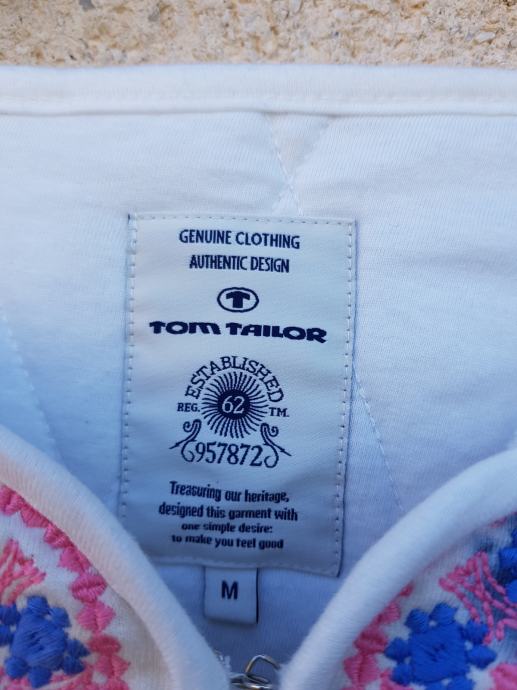 GENUINE CLOTHING
AUTHENTIC DESIGN
T
TOM TAILOR
ESTABLISHED
REG. 62 TM.
957872
Treasuring our heritage,
designed this garment with
one simple desire:
to make you feel good
M